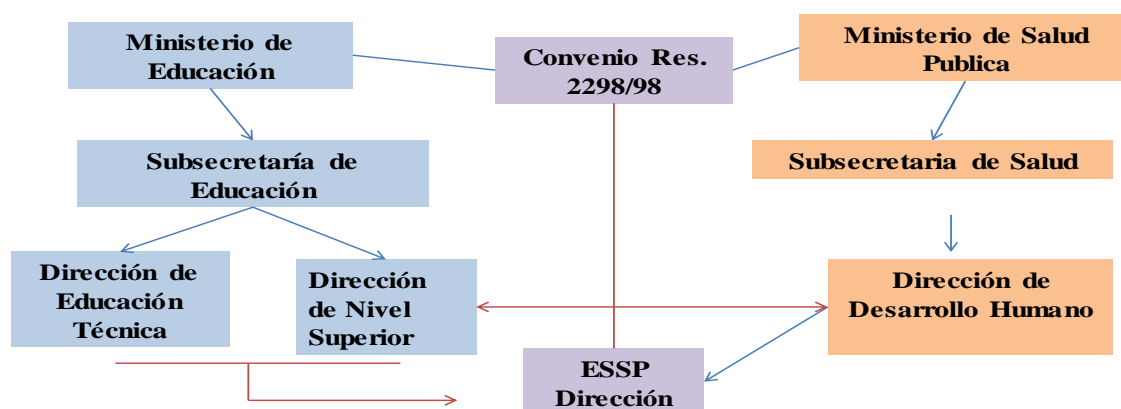 Ministerio de
Educación
Convenio Res.
2298/98
Ministerio de Salud
Publica
Subsecretaría de
Educación
Subsecretaria de Salud
Dirección de
Educación
Técnica
Dirección
de Nivel
Superior
Dirección de
Desarrollo Humano
ESSP
Dirección